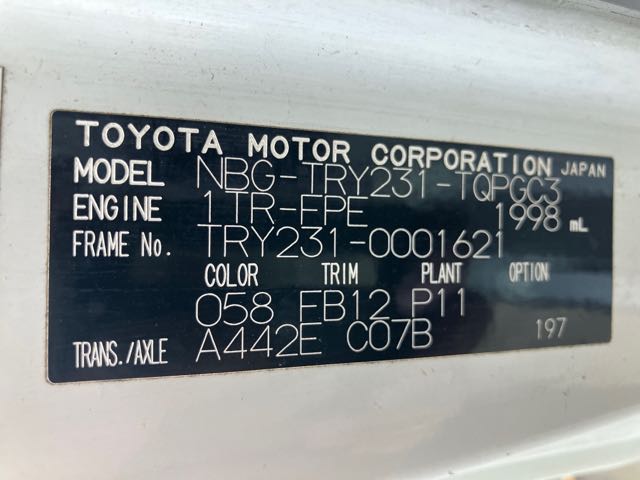 TOYOTA MOTOR CORPORATION JAPAN
MODEL NBG-TRY231-TQPGC3
ENGINE 1TR-FPE 1998 mL
FRAME No. TRY231-0001621
COLOR TRIM PLANT OPTION
058 FB12 P11
TRANS./AXLE A442E C07B 197